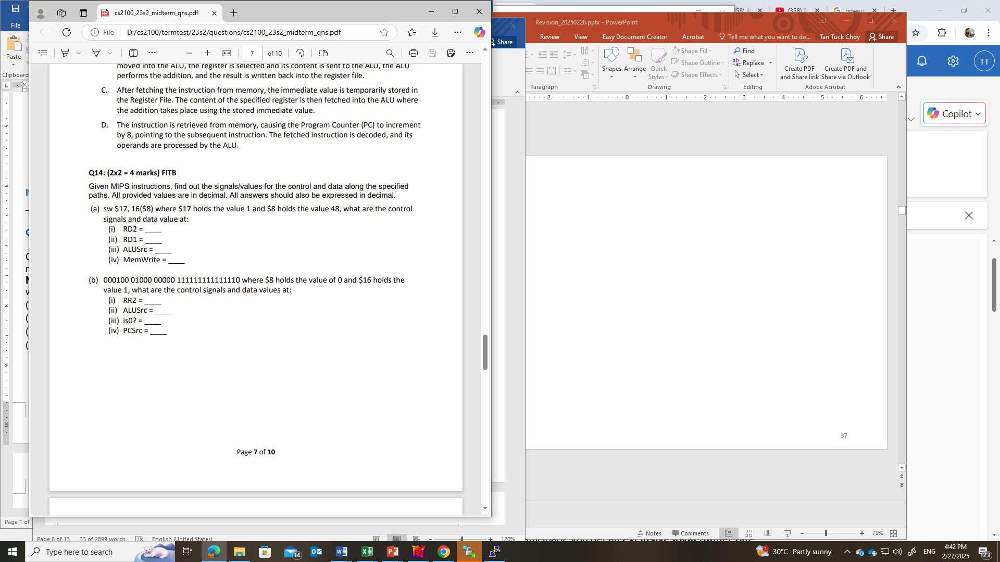 cs2100_23s2_midterm_qns.pdf
File
D:/cs2100/termtest/23s2/questions/cs2100_23s2_midterm_qns.pdf
7
of 10
moved into the ALU, the register is selected and its content is sent to the ALU, the ALU
performs the addition, and the result is written back into the register file.
C. After fetching the instruction from memory, the immediate value is temporarily stored in
the Register File. The content of the specified register is then fetched into the ALU where
the addition takes place using the stored immediate value.
D. The instruction is retrieved from memory, causing the Program Counter (PC) to increment
by 8, pointing to the subsequent instruction. The fetched instruction is decoded, and its
operands are processed by the ALU.
Q14: (2x2 = 4 marks) FITB
Given MIPS instructions, find out the signals/values for the control and data along the specified
paths. All provided values are in decimal. All answers should also be expressed in decimal.
(a) sw $17, 16($8) where $17 holds the value 1 and $8 holds the value 48, what are the control
signals and data value at:
(i) RD2 = ____
(ii) RD1 = ____
(iii) ALUSrc = ____
(iv) MemWrite = ____
(b) 000100 01000 00000 1111111111111110 where $8 holds the value of 0 and $16 holds the
value 1, what are the control signals and data values at:
(i) RR2 = ____
(ii) ALUSrc = ____
(iii) is0? = ____
(iv) PCSrc = ____
Page 7 of 10
File
Paste
Clipboard
Page 1 of
Share
Page 8 of 13
33 of 2899 words
English (United States)
120%
Revision_20250228.pptx - PowerPoint
Review
View
Easy Document Creator
Acrobat
Tell me what you want to do...
Tan Tuck Choy
Share
Shapes
Arrange
Quick
Styles
Shape Fill
Shape Outline
Shape Effects
Find
Replace
Select
Create PDF
and Share link
Create PDF and
Share via Outlook
Paragraph
Drawing
Editing
Adobe Acrobat
2 1 0 1 2 3 4 5 6
37
Notes
Comments
79%
(358)
TT
Copilot
Type here to search
14
30°C Partly sunny
ENG
4:42 PM
2/27/2025
23